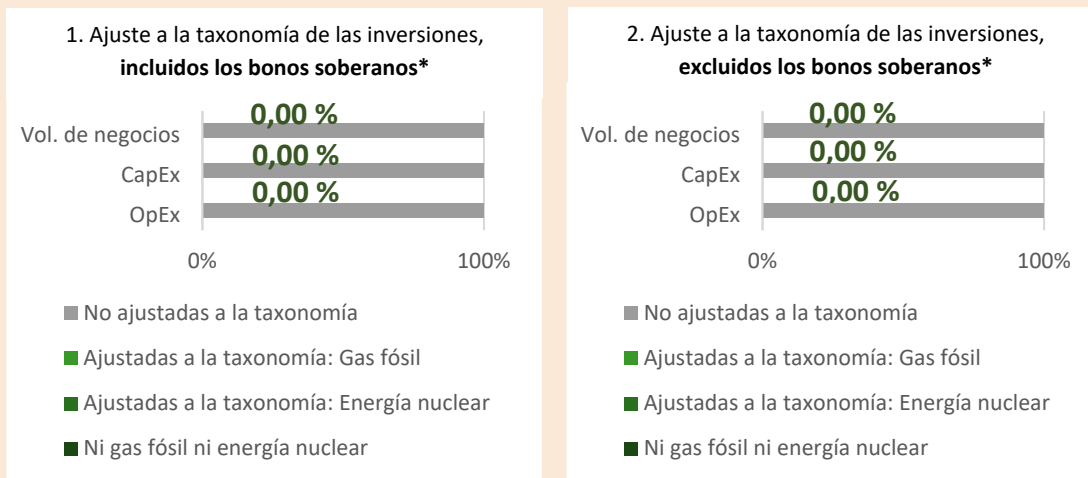 1. Ajuste a la taxonomía de las inversiones,
incluidos los bonos soberanos*
0,00 %
Vol. de negocios
0,00 %
CapEx
0,00 %
OpEx
0%
100%
No ajustadas a la taxonomía
Ajustadas a la taxonomía: Gas fósil
Ajustadas a la taxonomía: Energía nuclear
Ni gas fósil ni energía nuclear
2. Ajuste a la taxonomía de las inversiones,
excluidos los bonos soberanos*
0,00 %
Vol. de negocios
0,00 %
CapEx
0,00 %
OpEx
0%
100%
No ajustadas a la taxonomía
Ajustadas a la taxonomía: Gas fósil
Ajustadas a la taxonomía: Energía nuclear
Ni gas fósil ni energía nuclear